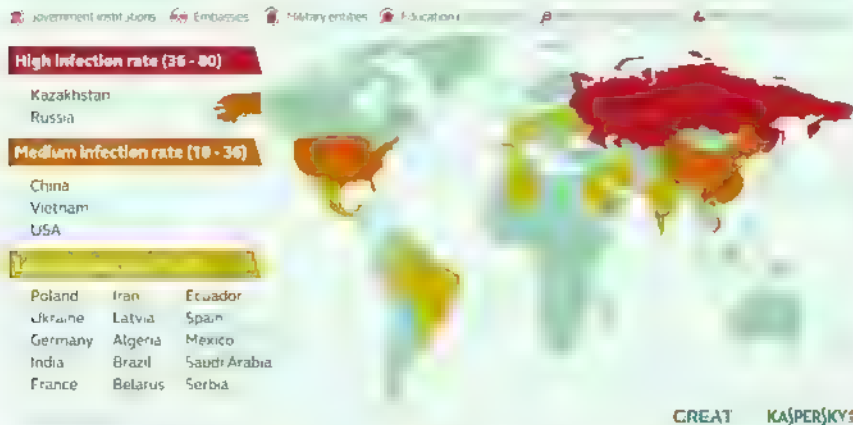 Government institutions Embassies Military entities Education
High infection rate (36 - 80)
Kazakhstan
Russia
Medium infection rate (10 - 36)
China
Vietnam
USA
Poland Iran Ecuador
Ukraine Latvia Spain
Germany Algeria Mexico
India Brazil Saudi Arabia
France Belarus Serbia
GREAT KASPERSKY